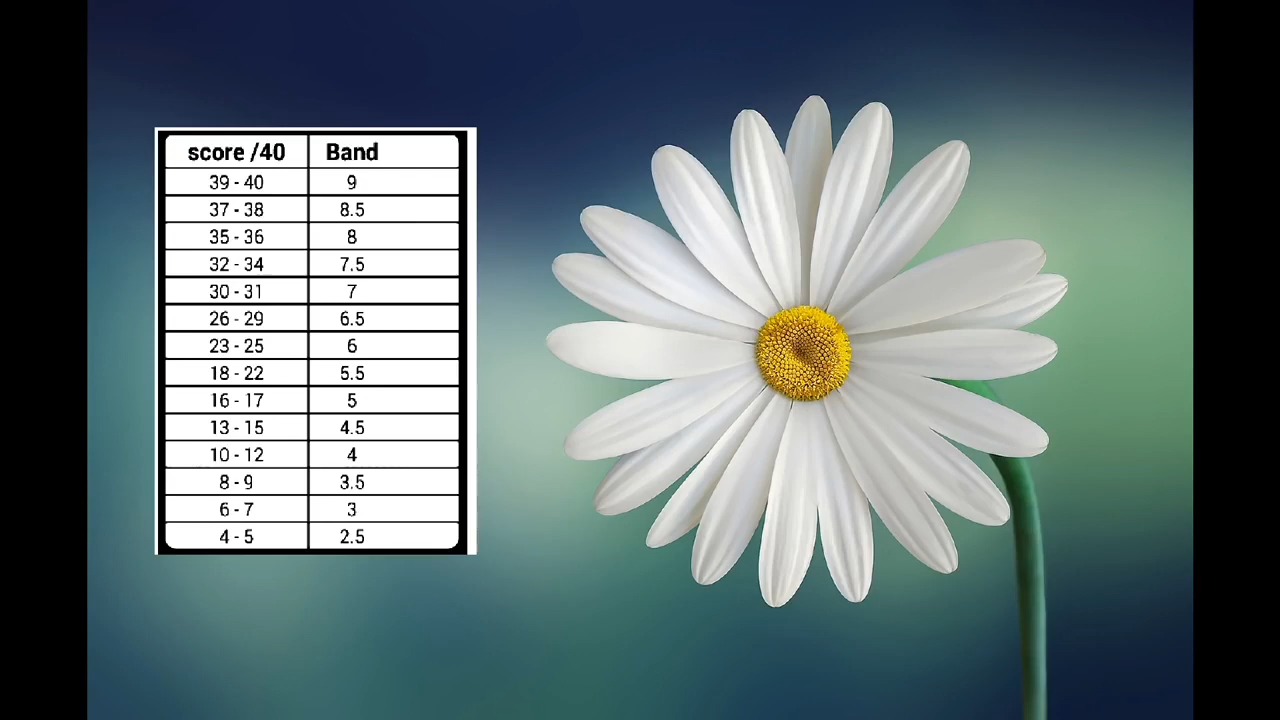 score /40 Band
39 - 40 9
37 - 38 8.5
35 - 36 8
32 - 34 7.5
30 - 31 7
26 - 29 6.5
23 - 25 6
18 - 22 5.5
16 - 17 5
13 - 15 4.5
10 - 12 4
8 - 9 3.5
6 - 7 3
4 - 5 2.5